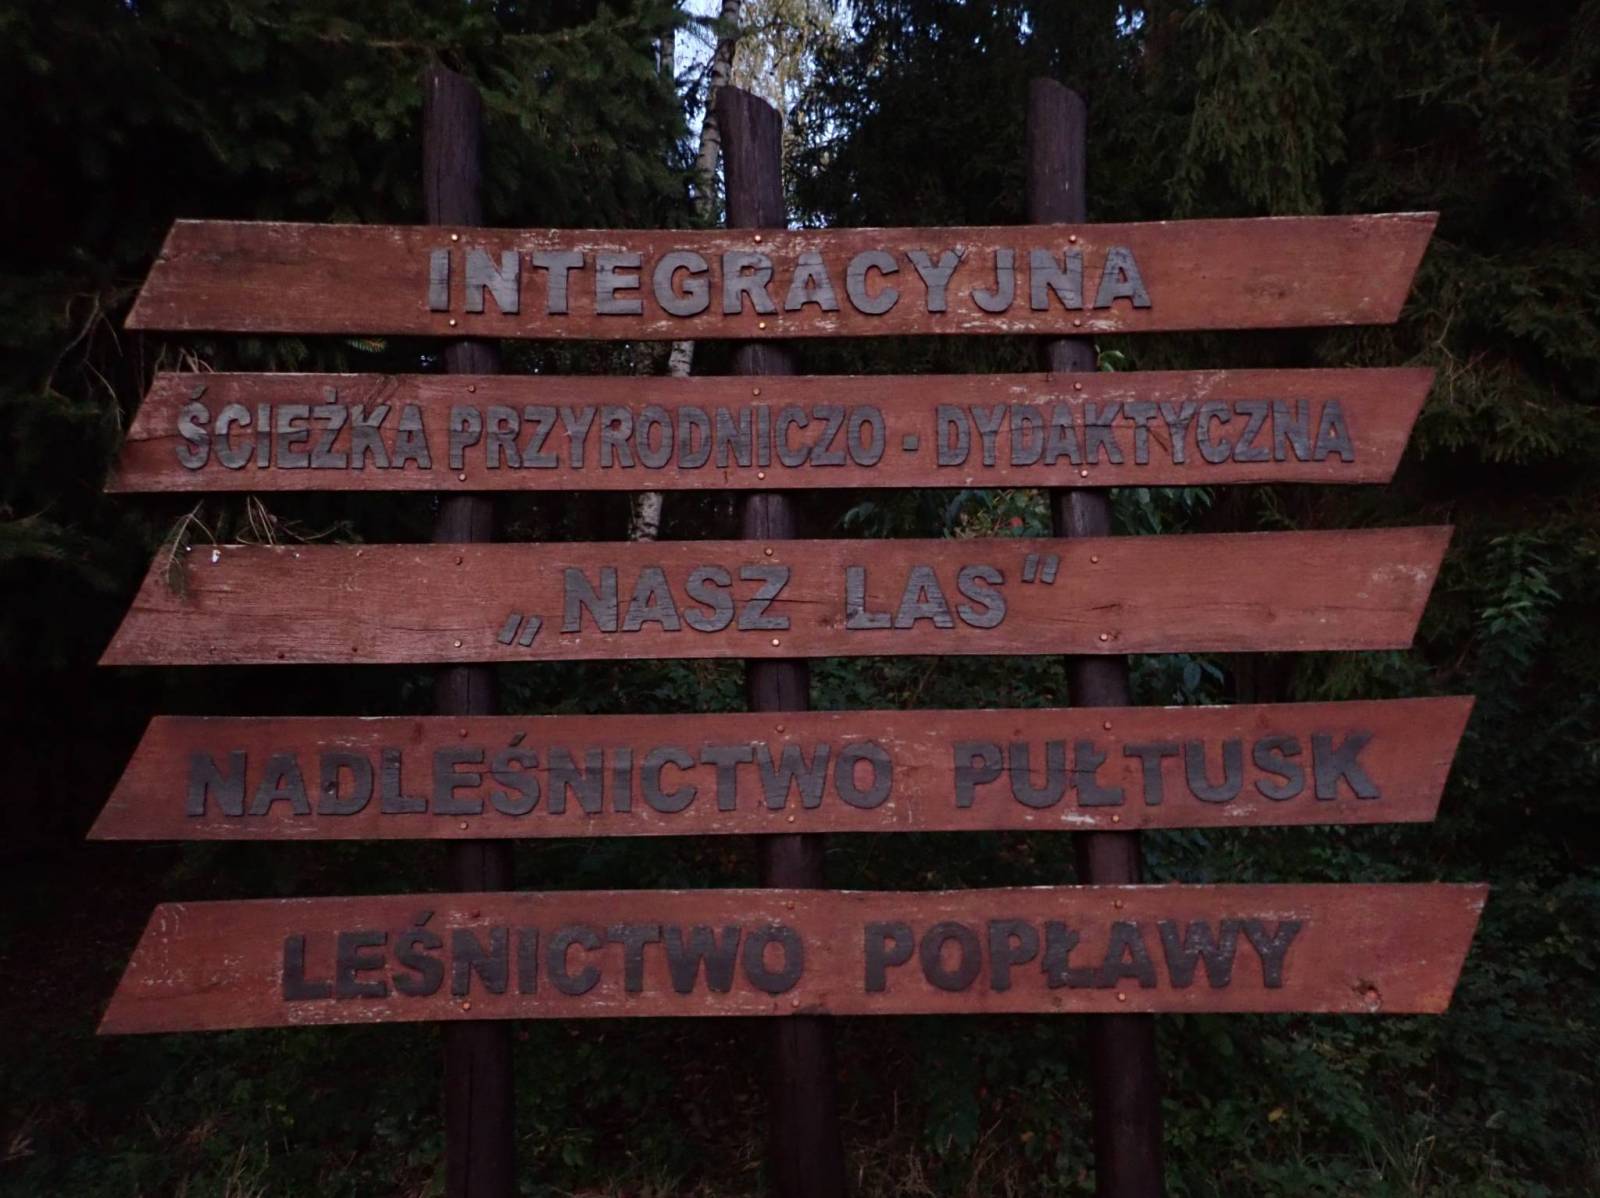 INTEGRACYJNA
ŚCIEŻKA PRZYRODNICZO - DYDAKTYCZNA
„NASZ LAS"
NADLEŚNICTWO PUŁTUSK
LEŚNICTWO POPŁAWY